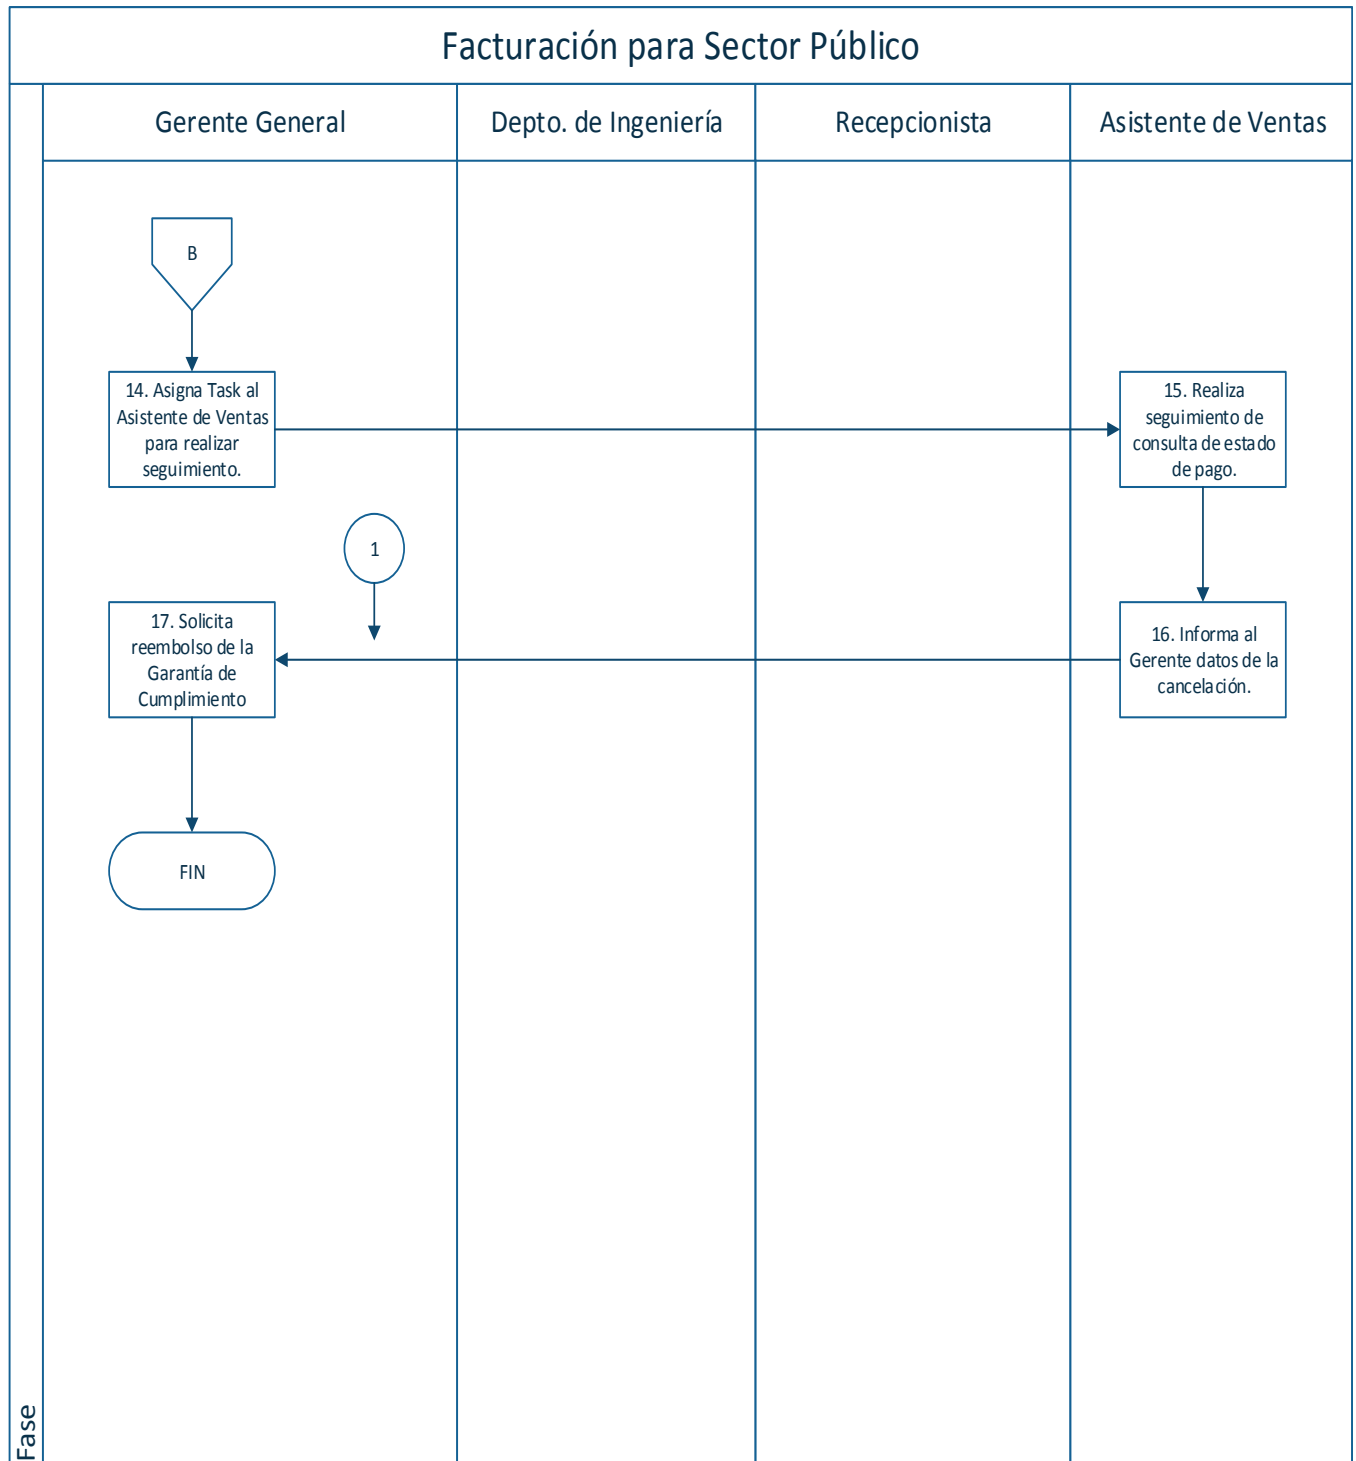 Facturación para Sector Público
Gerente General
Depto. de Ingeniería
Recepcionista
Asistente de Ventas
B
14. Asigna Task al
Asistente de Ventas
para realizar
seguimiento.
15. Realiza
seguimiento de
consulta de estado
de pago.
1
17. Solicita
reembolso de la
Garantía de
Cumplimiento
16. Informa al
Gerente datos de la
cancelación.
FIN
Fase